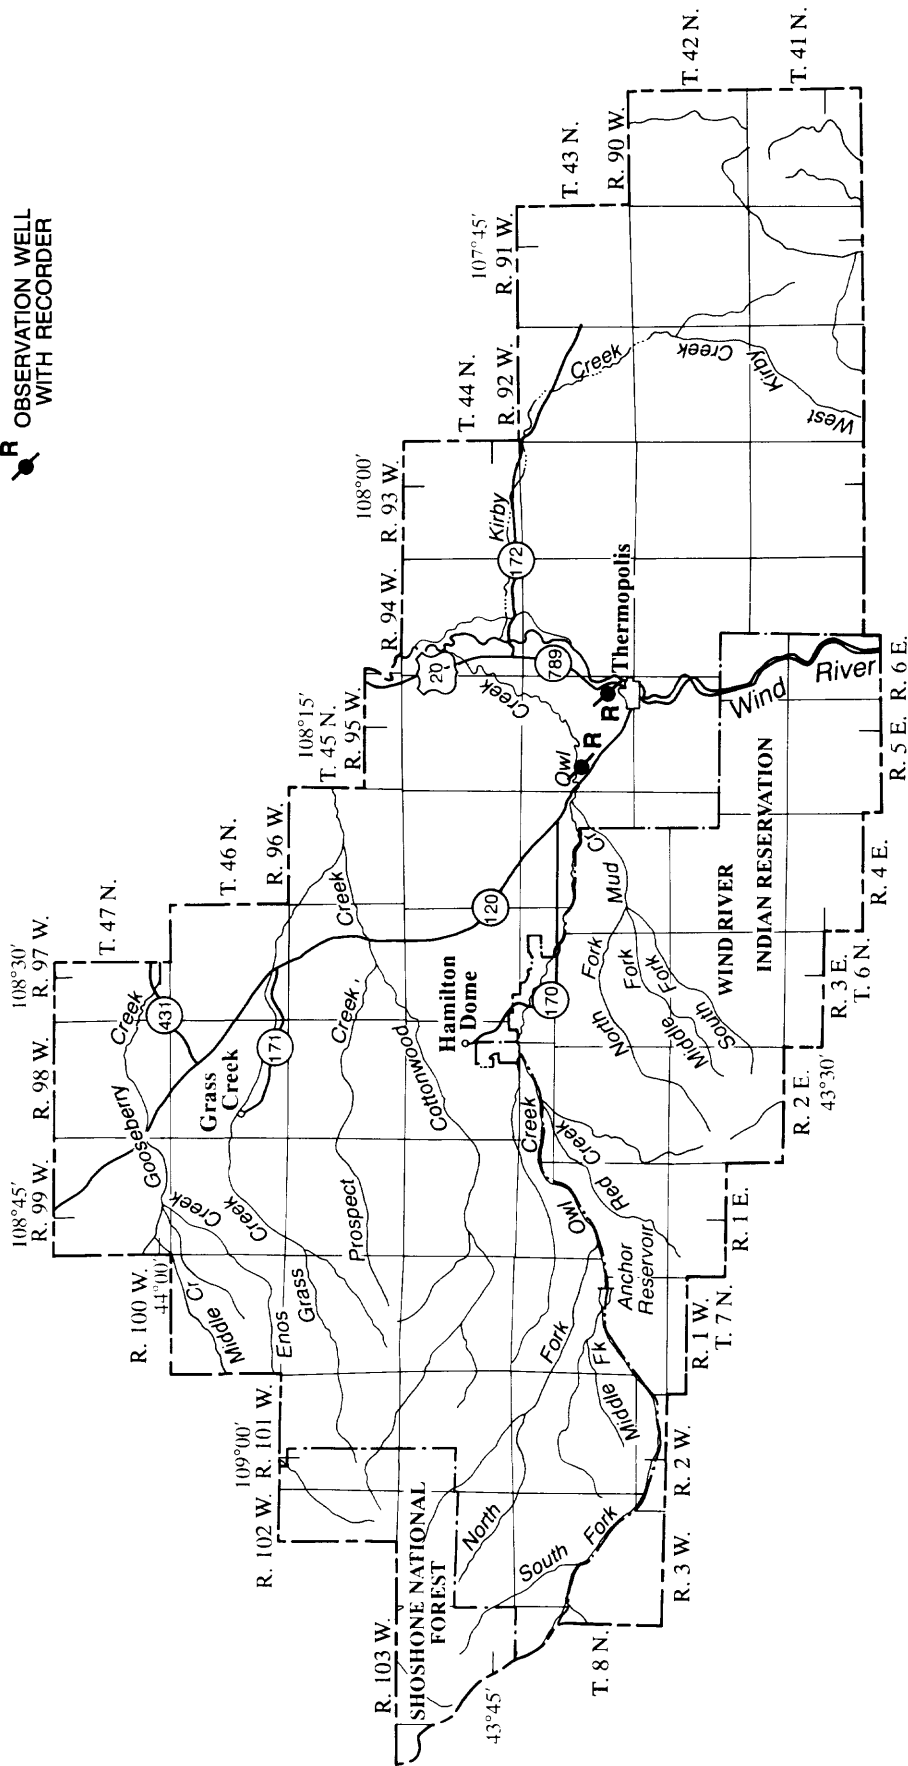 R OBSERVATION WELL
WITH RECORDER
R. 103 W.
R. 102 W.
109°00′
R. 101 W.
R. 100 W.
44°00′
108°45′
R. 99 W.
R. 98 W.
108°30′
R. 97 W.
T. 47 N.
T. 46 N.
R. 96 W.
108°15′
T. 45 N.
R. 95 W.
R. 94 W.
108°00′
R. 93 W.
T. 44 N.
R. 92 W.
107°45′
R. 91 W.
T. 43 N.
R. 90 W.
T. 42 N.
T. 41 N.
Gooseberry
Creek
431
Middle
Cr
Enos
Creek
Grass
Creek
Grass
Creek
171
Prospect
Creek
Cottonwood
Creek
120
20
789
172
Kirby
Creek
West
Kirby
Creek
Hamilton
Dome
170
Thermopolis
R
R
Owl
Creek
Owl
Creek
Mud
Cr
North
Fork
Middle
Fork
South
Fork
Red
Creek
Anchor
Reservoir
North
Fork
Middle
Fk
South
Fork
SHOSHONE NATIONAL
FOREST
WIND RIVER
INDIAN RESERVATION
Wind
River
43°45′
T. 8 N.
R. 3 W.
R. 2 W.
R. 1 W.
T. 7 N.
R. 1 E.
R. 2 E.
43°30′
R. 3 E.
T. 6 N.
R. 4 E.
R. 5 E.
R. 6 E.